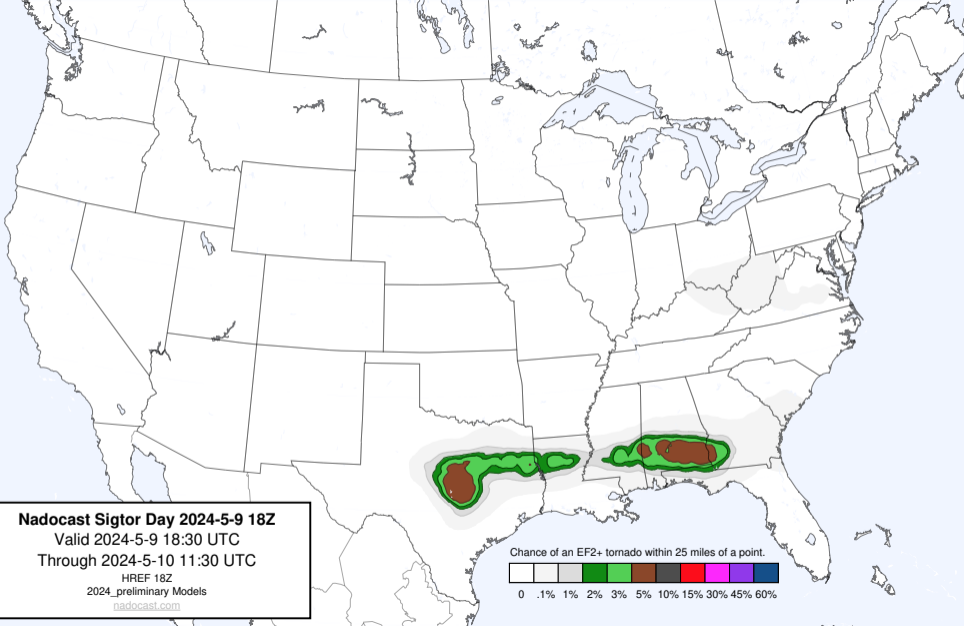 Nadocast Sigtor Day 2024-5-9 18Z
Valid 2024-5-9 18:30 UTC
Through 2024-5-10 11:30 UTC
HREF 18Z
2024_preliminary Models
nadocast.com
Chance of an EF2+ tornado within 25 miles of a point.
0 .1% 1% 2% 3% 5% 10% 15% 30% 45% 60%